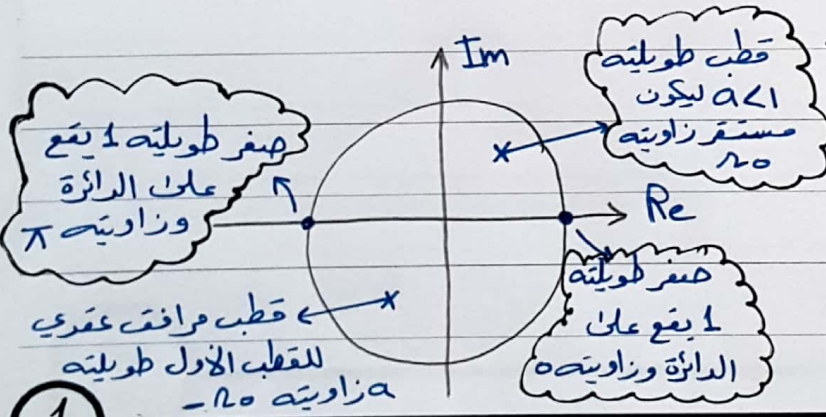 Im
قطب طويلته
a<1 ليكون
مستقر زاويته
Ω0
صفر طويلته 1 يقع
على الدائرة
وزاويته π
Re
صفر طويلته
1 يقع على
الدائرة وزاويته 0
قطب مرافق عقدي
للقطب الأول طويلته
a زاويته -Ω0
1